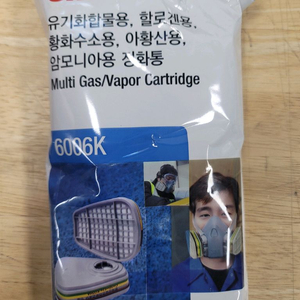 유기화합물용, 할로겐용,
황화수소용, 아황산용,
암모니아용 정화통
Multi Gas/Vapor Cartridge
6006K